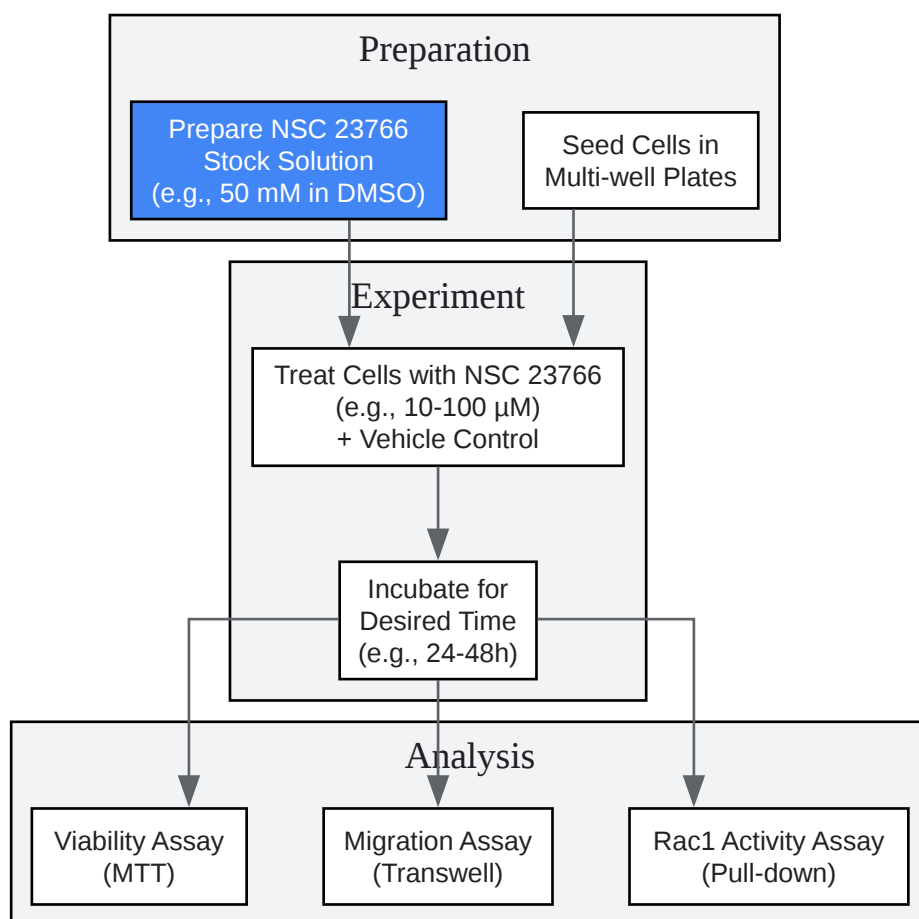 Preparation
Prepare NSC 23766
Stock Solution
(e.g., 50 mM in DMSO)
Seed Cells in
Multi-well Plates
Experiment
Treat Cells with NSC 23766
(e.g., 10-100 µM)
+ Vehicle Control
Incubate for
Desired Time
(e.g., 24-48h)
Analysis
Viability Assay
(MTT)
Migration Assay
(Transwell)
Rac1 Activity Assay
(Pull-down)